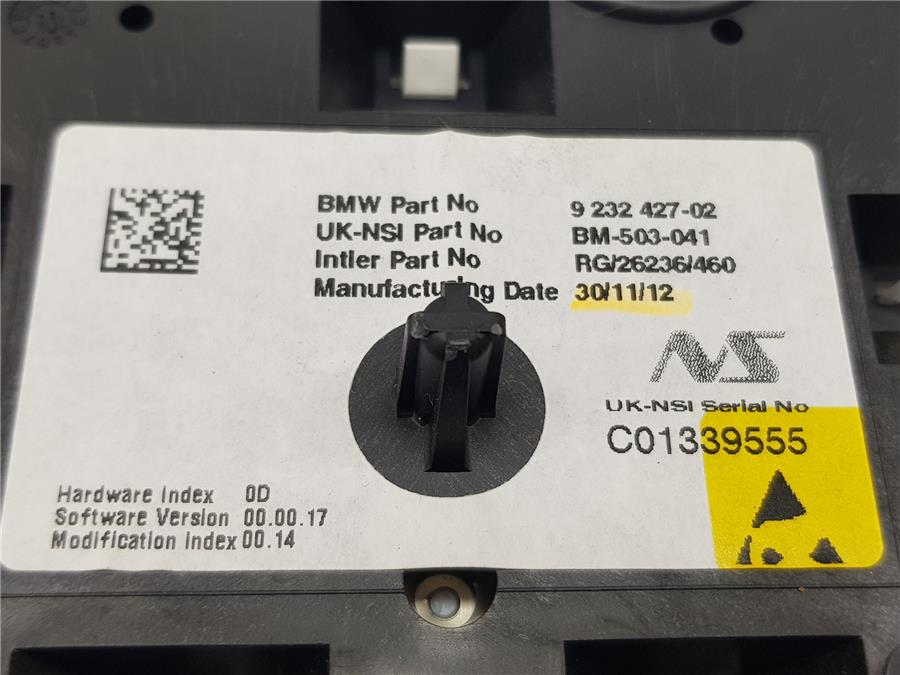 BMW Part No 9 232 427-02
UK-NSI Part No BM-503-041
Intler Part No RG/26236/460
Manufacturing Date 30/11/12
NS
UK-NSI Serial No
C01339555
Hardware Index 0D
Software Version 00.00.17
Modification index 00.14